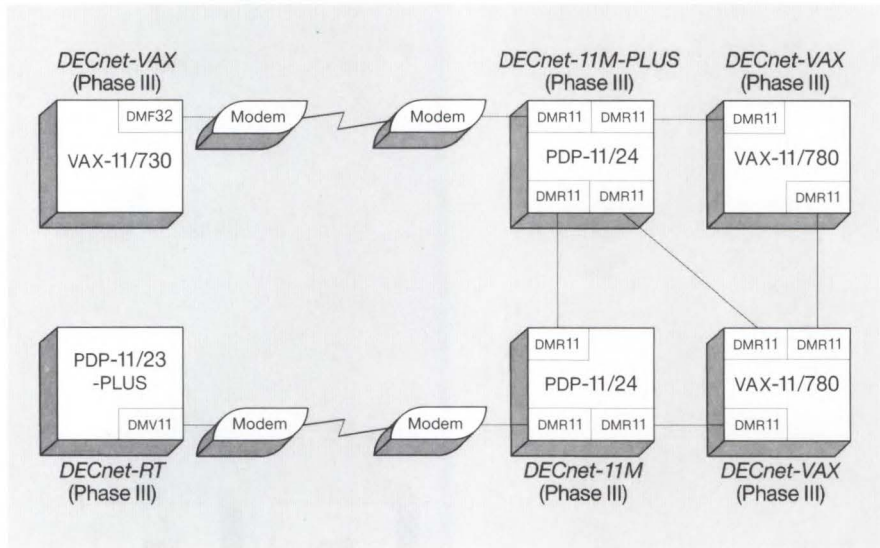 DECnet-VAX
(Phase III)
DMF32
VAX-11/730
Modem
Modem
DECnet-11M-PLUS
(Phase III)
DMR11 DMR11
PDP-11/24
DMR11 DMR11
DECnet-VAX
(Phase III)
DMR11
VAX-11/780
DMR11
PDP-11/23
-PLUS
DMV11
DECnet-RT
(Phase III)
Modem
Modem
DMR11
PDP-11/24
DMR11 DMR11
DECnet-11M
(Phase III)
DMR11 DMR11
VAX-11/780
DMR11
DECnet-VAX
(Phase III)